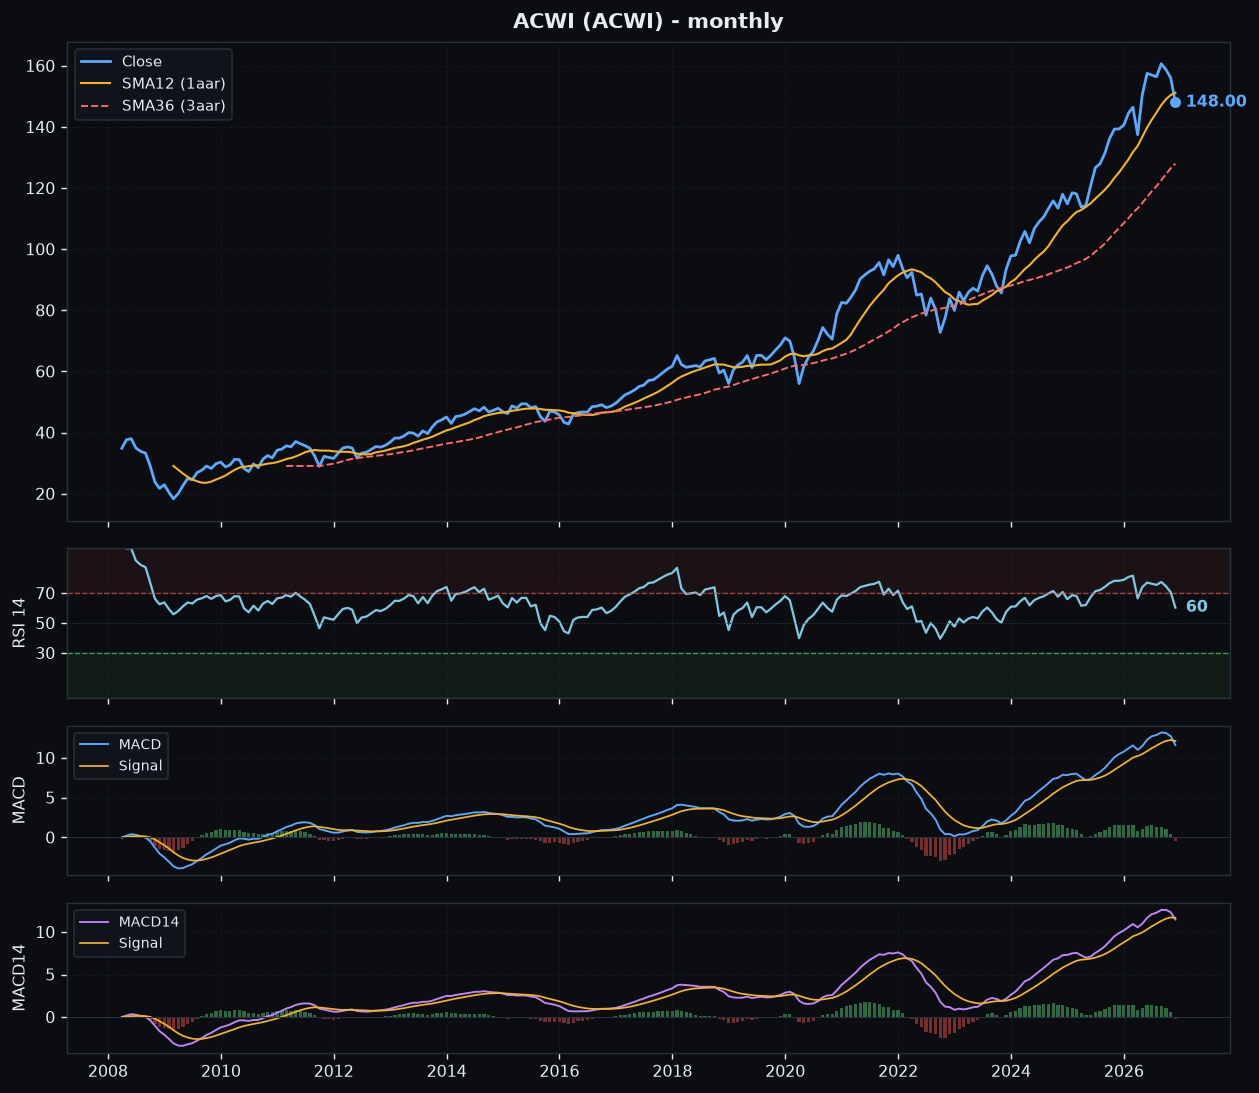 ACWI (ACWI) - monthly
Close
SMA12 (1aar)
SMA36 (3aar)
160
140
120
100
80
60
40
20
148.00
RSI 14
70
50
30
60
MACD
MACD
Signal
10
5
0
MACD14
MACD14
Signal
10
5
0
2008 2010 2012 2014 2016 2018 2020 2022 2024 2026